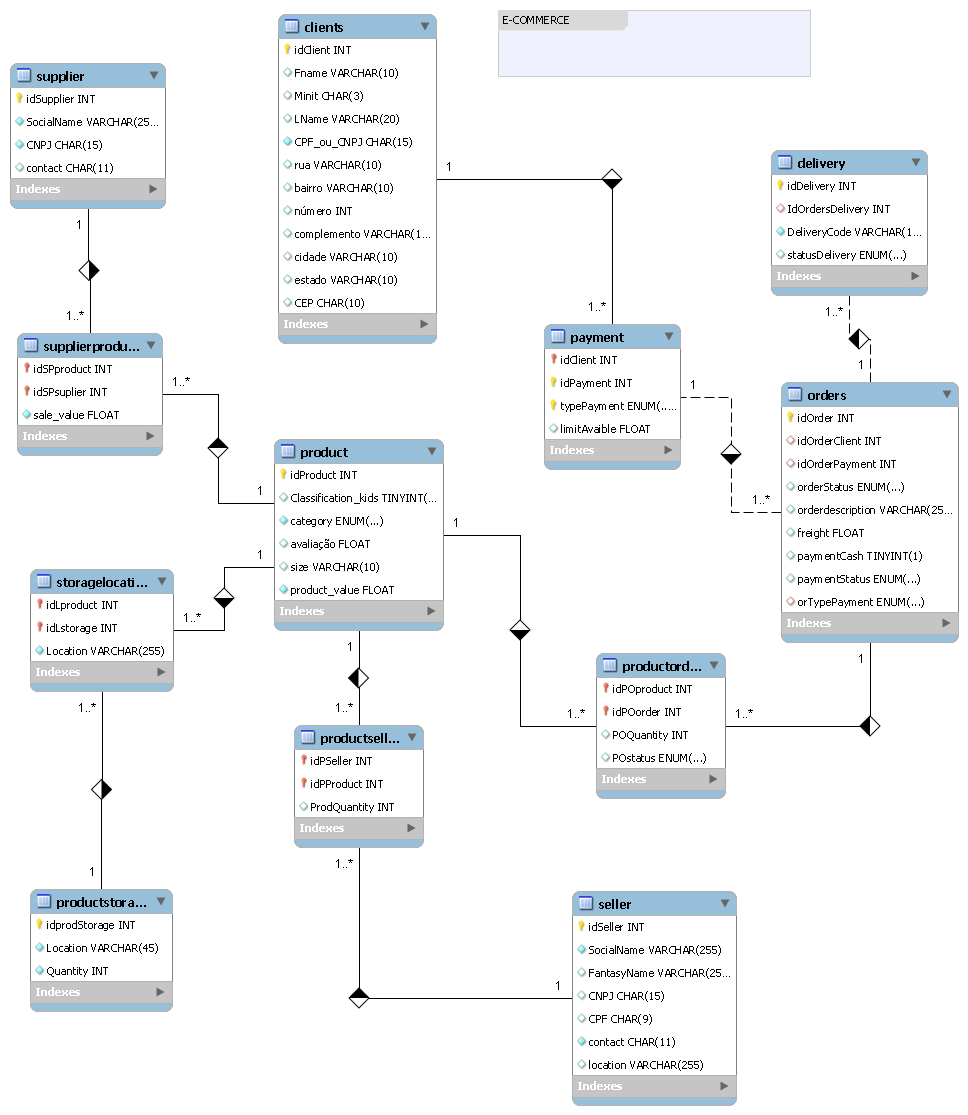 E-COMMERCE
clients
idClient INT
Fname VARCHAR(10)
Minit CHAR(3)
LName VARCHAR(20)
CPF_ou_CNPJ CHAR(15)
rua VARCHAR(10)
bairro VARCHAR(10)
número INT
complemento VARCHAR(1...
cidade VARCHAR(10)
estado VARCHAR(10)
CEP CHAR(10)
Indexes
supplier
idSupplier INT
SocialName VARCHAR(25...
CNPJ CHAR(15)
contact CHAR(11)
Indexes
1
1..*
1
1..*
delivery
idDelivery INT
IdOrdersDelivery INT
DeliveryCode VARCHAR(1...
statusDelivery ENUM(...)
Indexes
1..*
1
supplierprodu...
idSPproduct INT
idSPsuplier INT
sale_value FLOAT
Indexes
1..*
1
payment
idClient INT
idPayment INT
typePayment ENUM(.....
limitAvaible FLOAT
Indexes
1
1..*
orders
idOrder INT
idOrderClient INT
idOrderPayment INT
orderStatus ENUM(...)
orderdescription VARCHAR(25...
freight FLOAT
paymentCash TINYINT(1)
paymentStatus ENUM(...)
orTypePayment ENUM(...)
Indexes
1
1..*
product
idProduct INT
Classification_kids TINYINT(...
category ENUM(...)
avaliação FLOAT
size VARCHAR(10)
product_value FLOAT
Indexes
1
1..*
1
1..*
1
1..*
storagelocati...
idLproduct INT
idLstorage INT
Location VARCHAR(255)
Indexes
1..*
1
productord...
idPOproduct INT
idPOorder INT
POQuantity INT
POstatus ENUM(...)
Indexes
productsell...
idPSeller INT
idPProduct INT
ProdQuantity INT
Indexes
1..*
1
productstora...
idprodStorage INT
Location VARCHAR(45)
Quantity INT
Indexes
seller
idSeller INT
SocialName VARCHAR(255)
FantasyName VARCHAR(25...
CNPJ CHAR(15)
CPF CHAR(9)
contact CHAR(11)
location VARCHAR(255)
Indexes